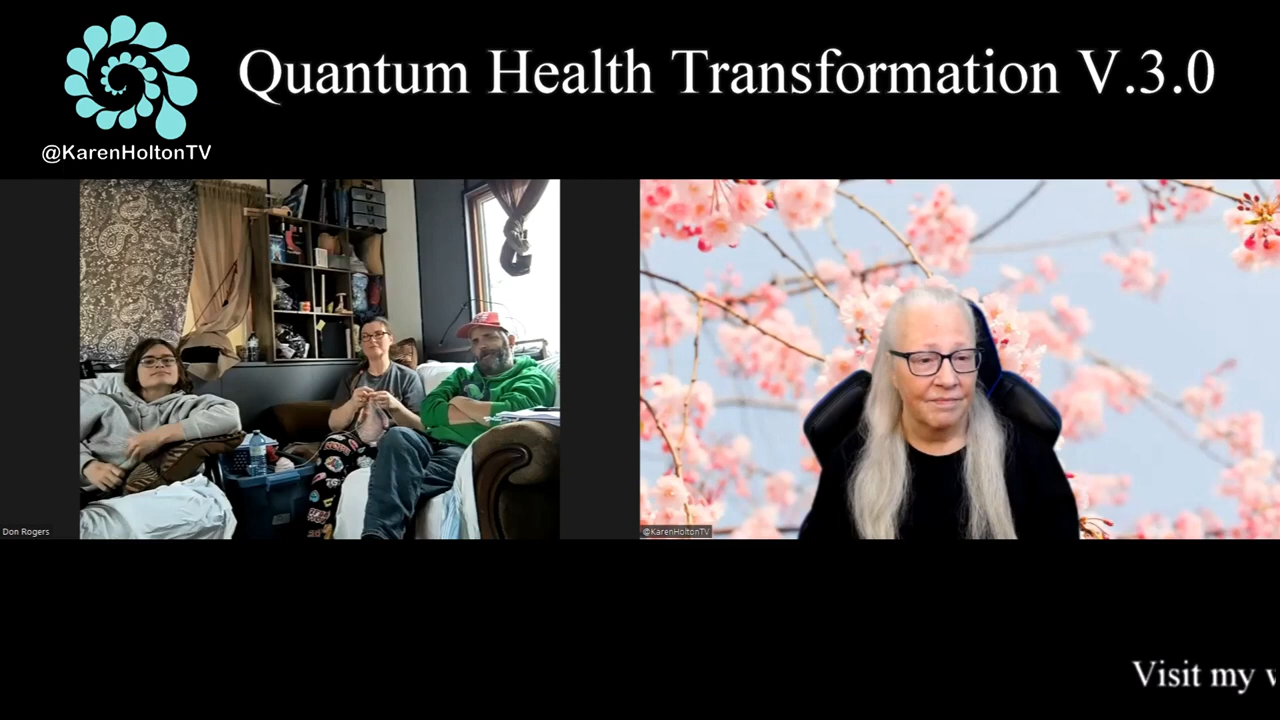 Quantum Health Transformation V.3.0
@KarenHoltonTV
Don Rogers
@KarenHoltonTV
Visit my